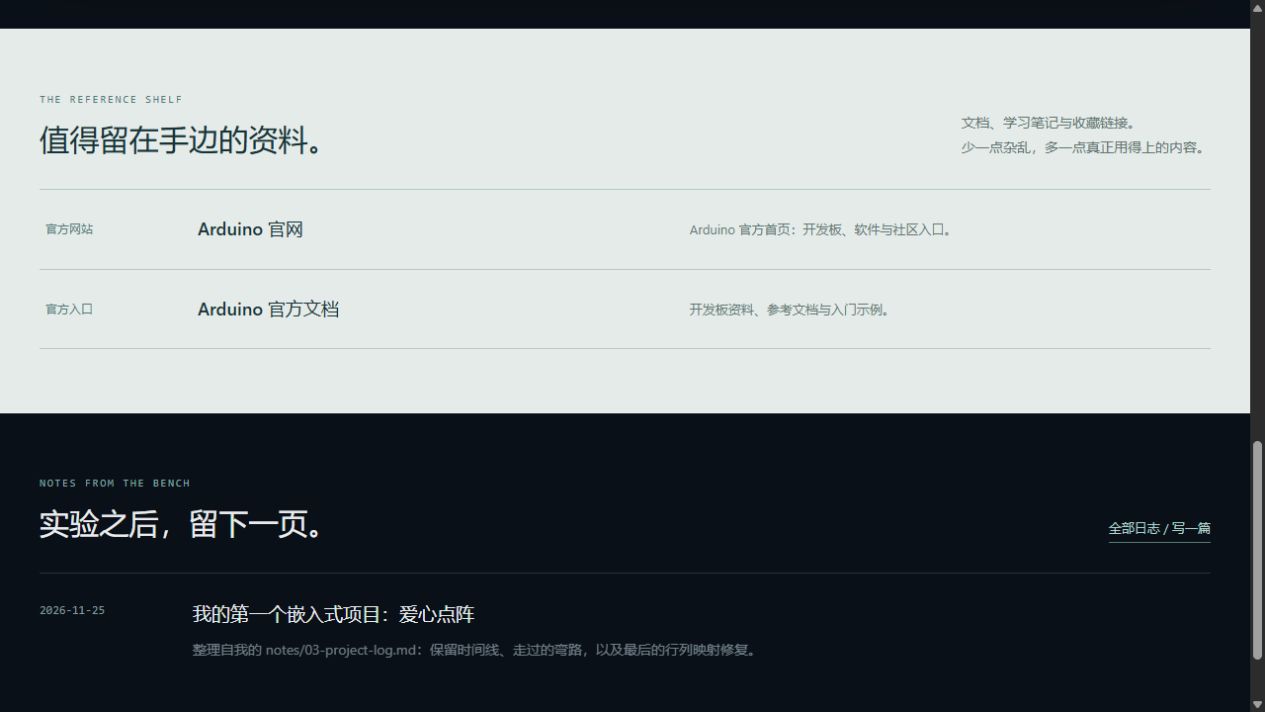 THE REFERENCE SHELF
值得留在手边的资料。
文档、学习笔记与收藏链接。
少一点杂乱，多一点真正用得上的内容。
官方网站
Arduino 官网
Arduino 官方首页：开发板、软件与社区入口。
官方入口
Arduino 官方文档
开发板资料、参考文档与入门示例。
NOTES FROM THE BENCH
实验之后，留下一页。
全部日志 / 写一篇
2026-11-25
我的第一个嵌入式项目：爱心点阵
整理自我的 notes/03-project-log.md：保留时间线、走过的弯路，以及最后的行列映射修复。